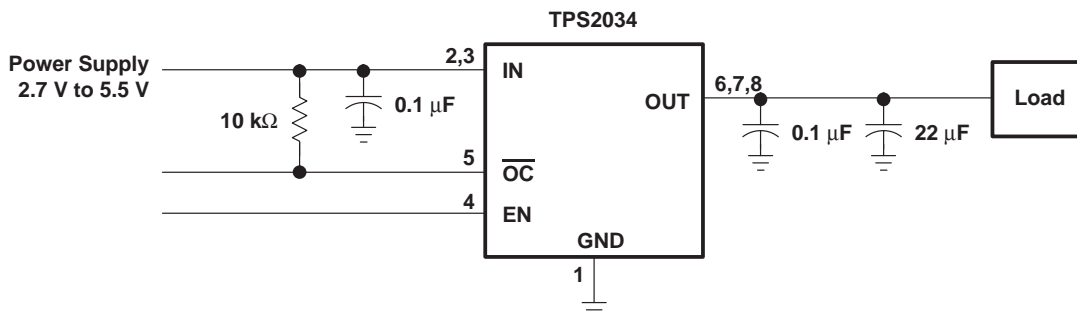 TPS2034
Power Supply
2.7 V to 5.5 V
2,3
IN
10 kΩ
0.1 μF
OUT
6,7,8
Load
0.1 μF
22 μF
5
OC
4
EN
GND
1